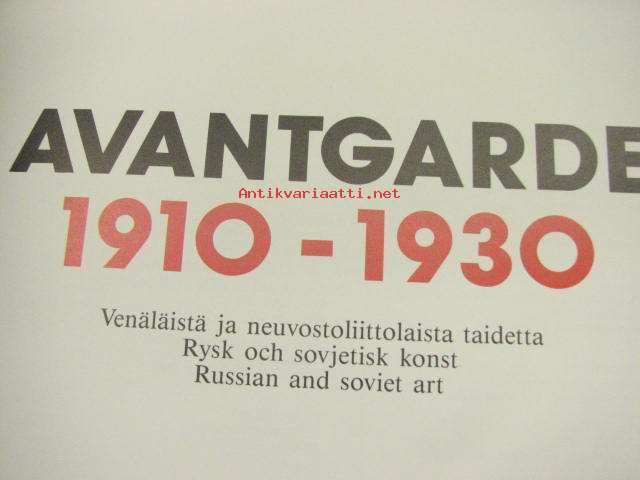 AVANTGARDE
Antikvariaatti.net
1910 - 1930
Venäläistä ja neuvostoliittolaista taidetta
Rysk och sovjetisk konst
Russian and soviet art